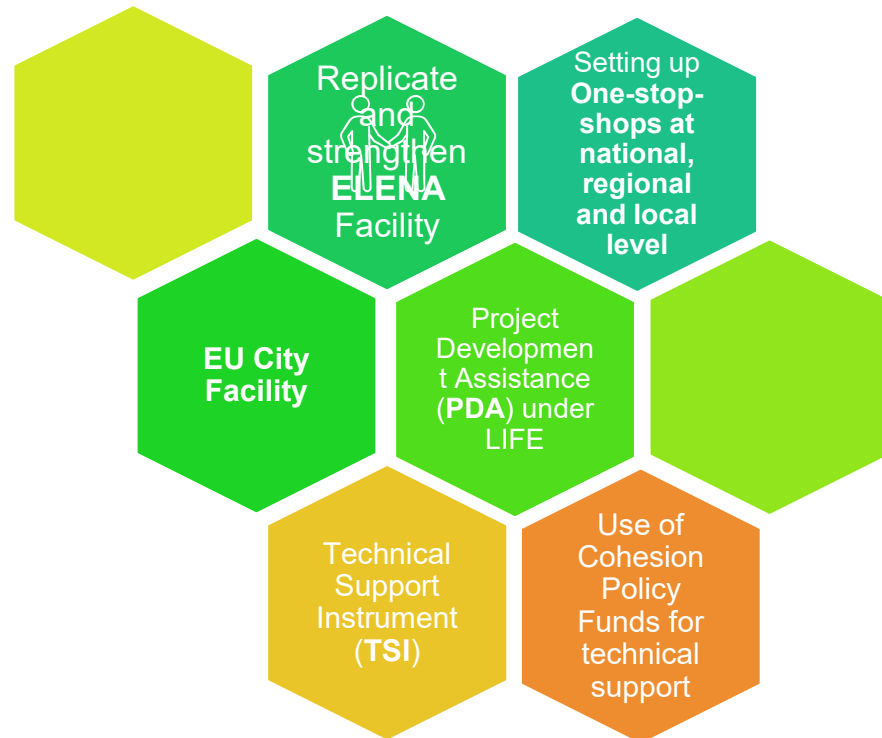 Replicate
and
strengthen
ELENA
Facility
Setting up
One-stop-
shops at
national,
regional
and local
level
EU City
Facility
Project
Developmen
t Assistance
(PDA) under
LIFE
Technical
Support
Instrument
(TSI)
Use of
Cohesion
Policy
Funds for
technical
support